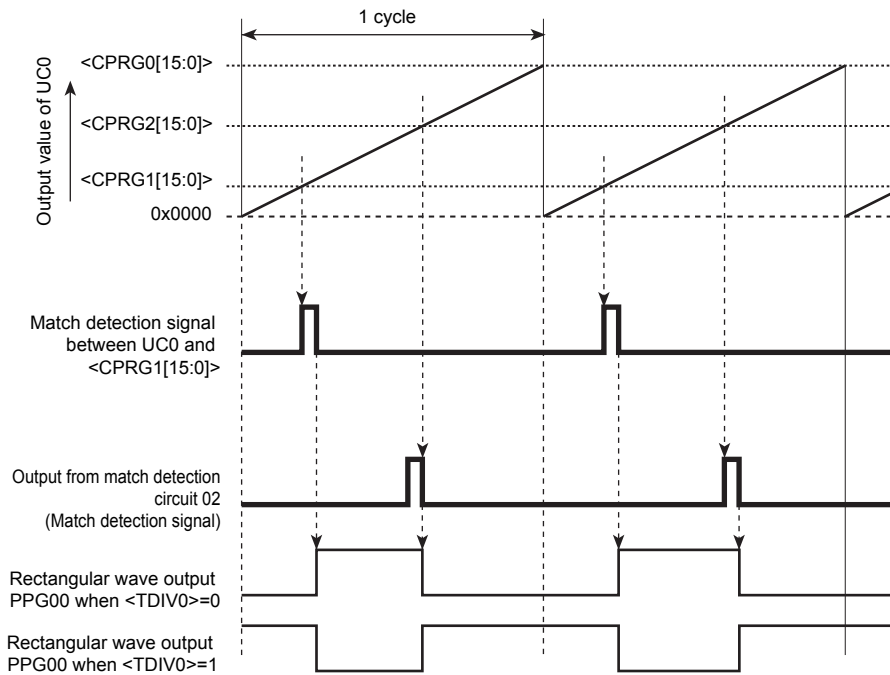 1 cycle
Output value of UC0
<CPRG0[15:0]>
<CPRG2[15:0]>
<CPRG1[15:0]>
0x0000
Match detection signal
between UC0 and
<CPRG1[15:0]>
Output from match detection
circuit 02
(Match detection signal)
Rectangular wave output
PPG00 when <TDIV0>=0
Rectangular wave output
PPG00 when <TDIV0>=1